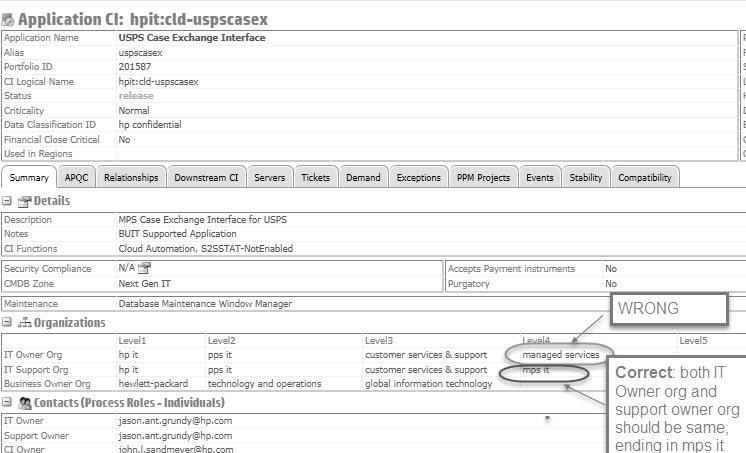 Application CI: hpit:cld-uspscasex
Application Name USPS Case Exchange Interface
Alias uspscasex
Portfolio ID 201587
CI Logical Name hpit:cld-uspscasex
Status release
Criticality Normal
Data Classification ID hp confidential
Financial Close Critical No
Used in Regions
Summary APQC Relationships Downstream CI Servers Tickets Demand Exceptions PPM Projects Events Stability Compatibility
Details
Description MPS Case Exchange Interface for USPS
Notes BUIT Supported Application
CI Functions Cloud Automation, S2SSTAT-NotEnabled
Security Compliance N/A Accepts Payment instruments No
CMDB Zone Next Gen IT Purgatory No
Maintenance Database Maintenance Window Manager
WRONG
Organizations
Level1 Level2 Level3 Level4 Level5
IT Owner Org hp it pps it customer services & support managed services
IT Support Org hp it pps it customer services & support mps it
Business Owner Org hewlett-packard technology and operations global information technology
Correct: both IT
Owner org and
support owner org
should be same,
ending in mps it
Contacts (Process Roles - Individuals)
IT Owner jason.ant.grundy@hp.com
Support Owner jason.ant.grundy@hp.com
CI Owner john.l.sandmeyer@hp.com